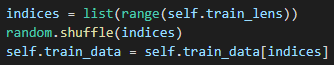 indices = list(range(self.train_lens))
random.shuffle(indices)
self.train_data = self.train_data[indices]